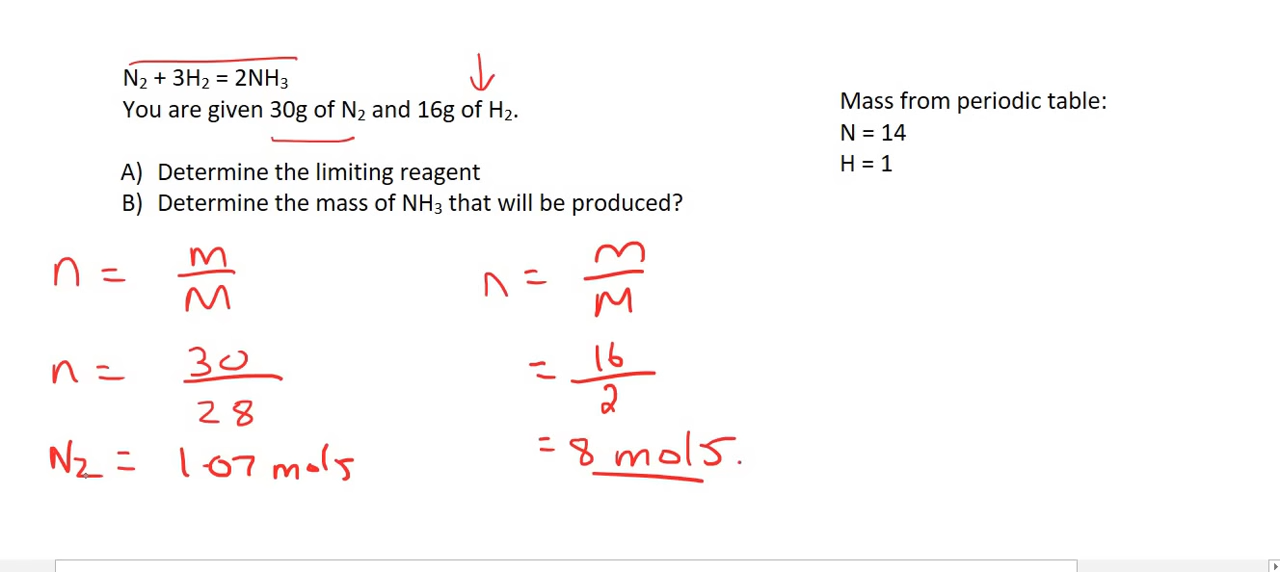 N₂ + 3H₂ = 2NH₃
You are given 30g of N₂ and 16g of H₂.
A) Determine the limiting reagent
B) Determine the mass of NH₃ that will be produced?
Mass from periodic table:
N = 14
H = 1
n = m/M
n = 30/28
N₂ = 1.07 mols
n = m/M
= 16/2
= 8 mols.